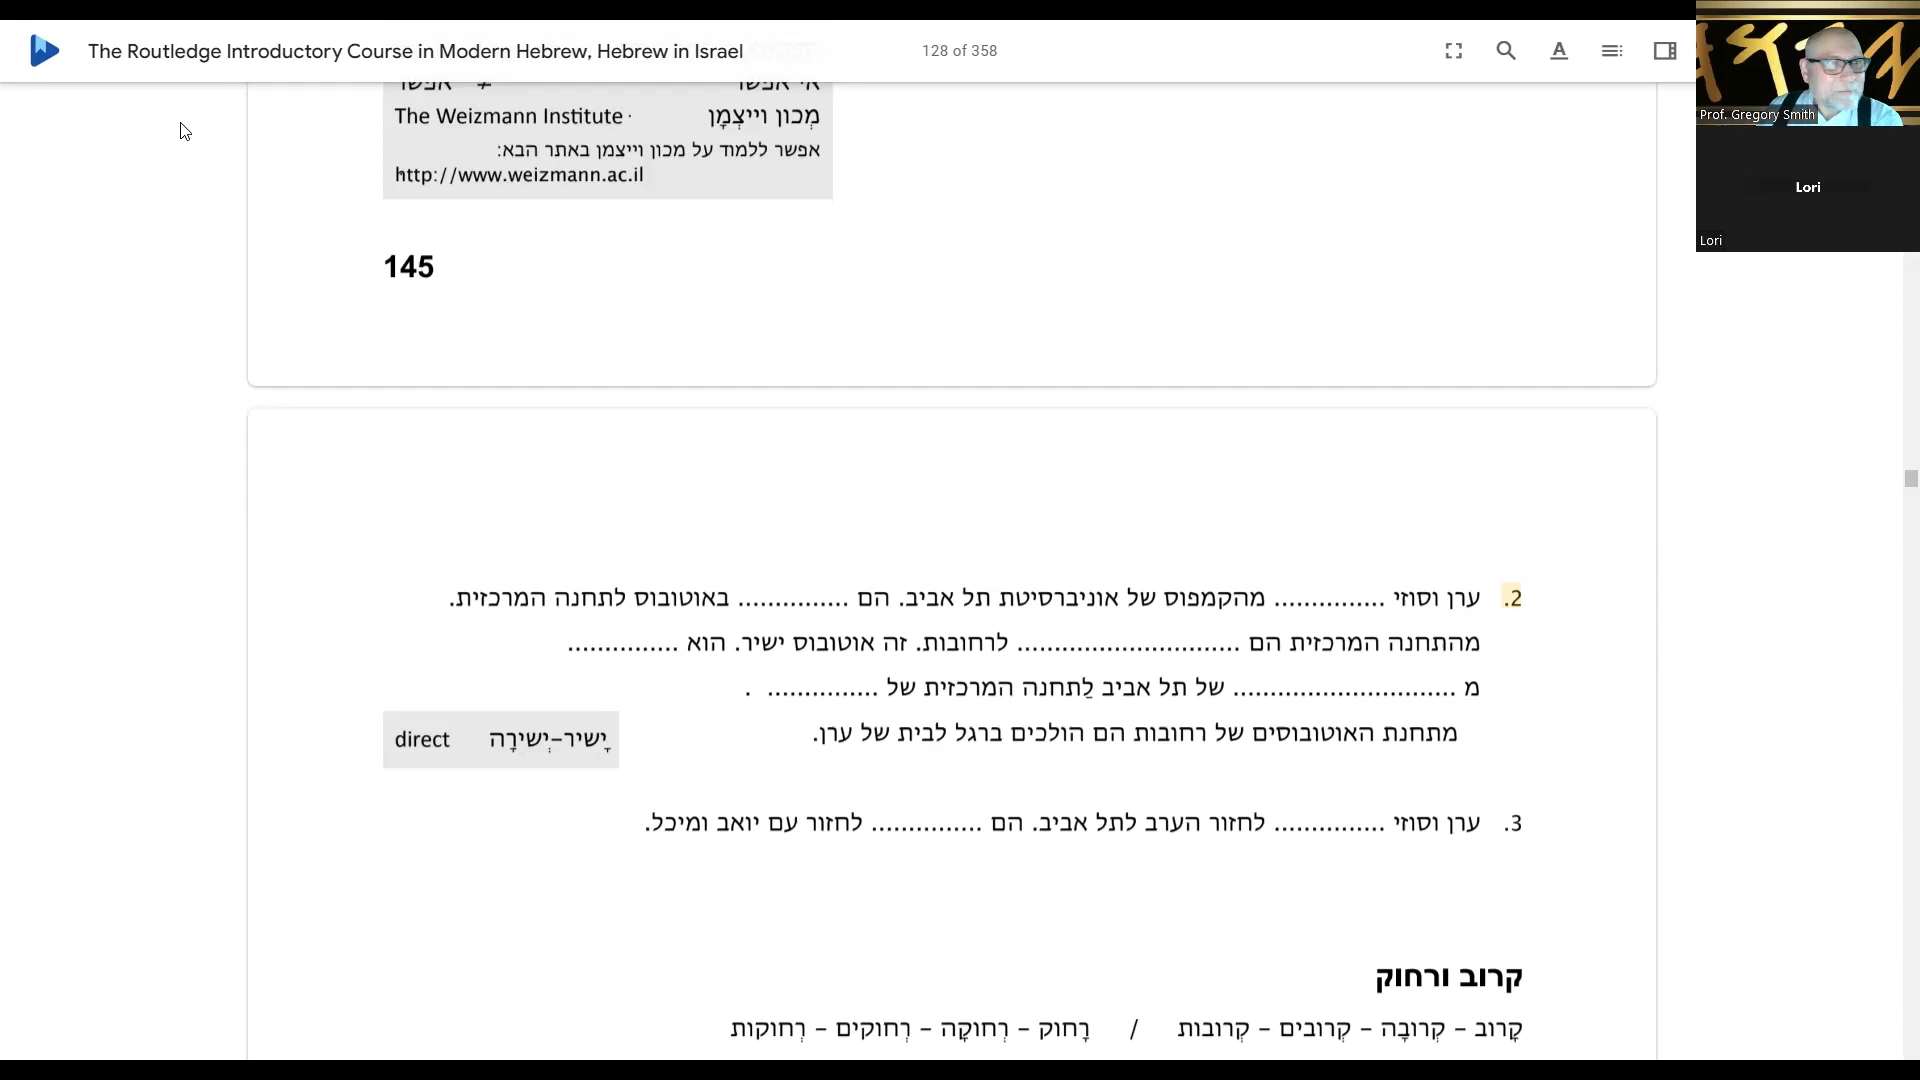 The Routledge Introductory Course in Modern Hebrew, Hebrew in Israel
128 of 358
Prof. Gregory Smith
Lori
Lori
אי אפשר ≠ אפשר
מְכון וייצְמָן The Weizmann Institute ·
אפשר ללמוד על מכון וייצמן באתר הבא:
http://www.weizmann.ac.il
145
2. ערן וסוזי ............... מהקמפוס של אוניברסיטת תל אביב. הם ............... באוטובוס לתחנה המרכזית.
מהתחנה המרכזית הם .............................. לרחובות. זה אוטובוס ישיר. הוא ...............
מ .............................. של תל אביב לַתחנה המרכזית של ............... .
מתחנת האוטובוסים של רחובות הם הולכים ברגל לבית של ערן.
יָשיר–יְשירָה direct
3. ערן וסוזי ............... לחזור הערב לתל אביב. הם ............... לחזור עם יואב ומיכל.
קרוב ורחוק
קָרוב – קְרובָה – קְרובים – קְרובות / רָחוק – רְחוקָה – רְחוקים – רְחוקות